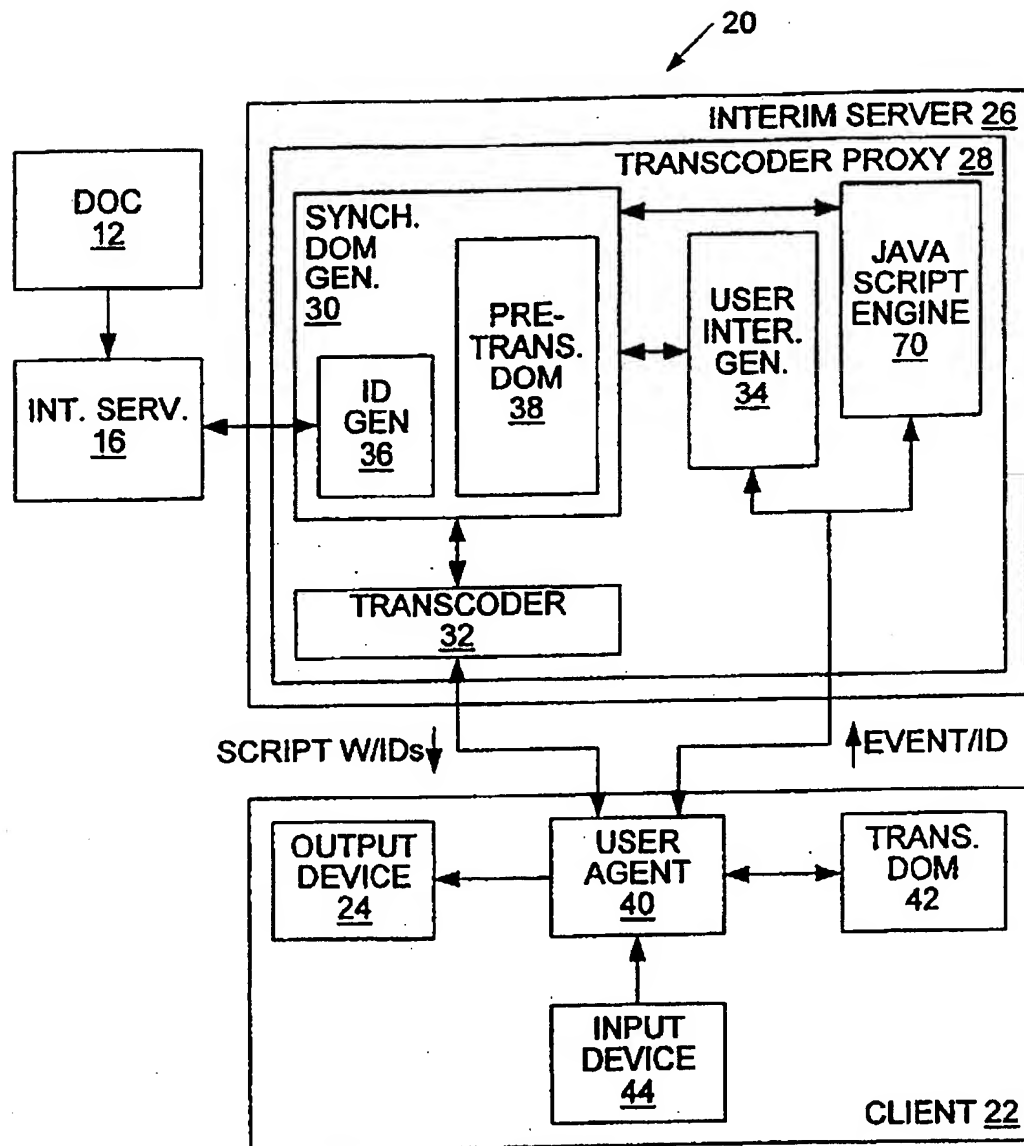 20
INTERIM SERVER 26
TRANSCODER PROXY 28
DOC
12
INT. SERV.
16
SYNCH.
DOM
GEN.
30
ID
GEN
36
PRE-
TRANS.
DOM
38
USER
INTER.
GEN.
34
JAVA
SCRIPT
ENGINE
70
TRANSCODER
32
SCRIPT W/IDs
EVENT/ID
OUTPUT
DEVICE
24
USER
AGENT
40
TRANS.
DOM
42
INPUT
DEVICE
44
CLIENT 22